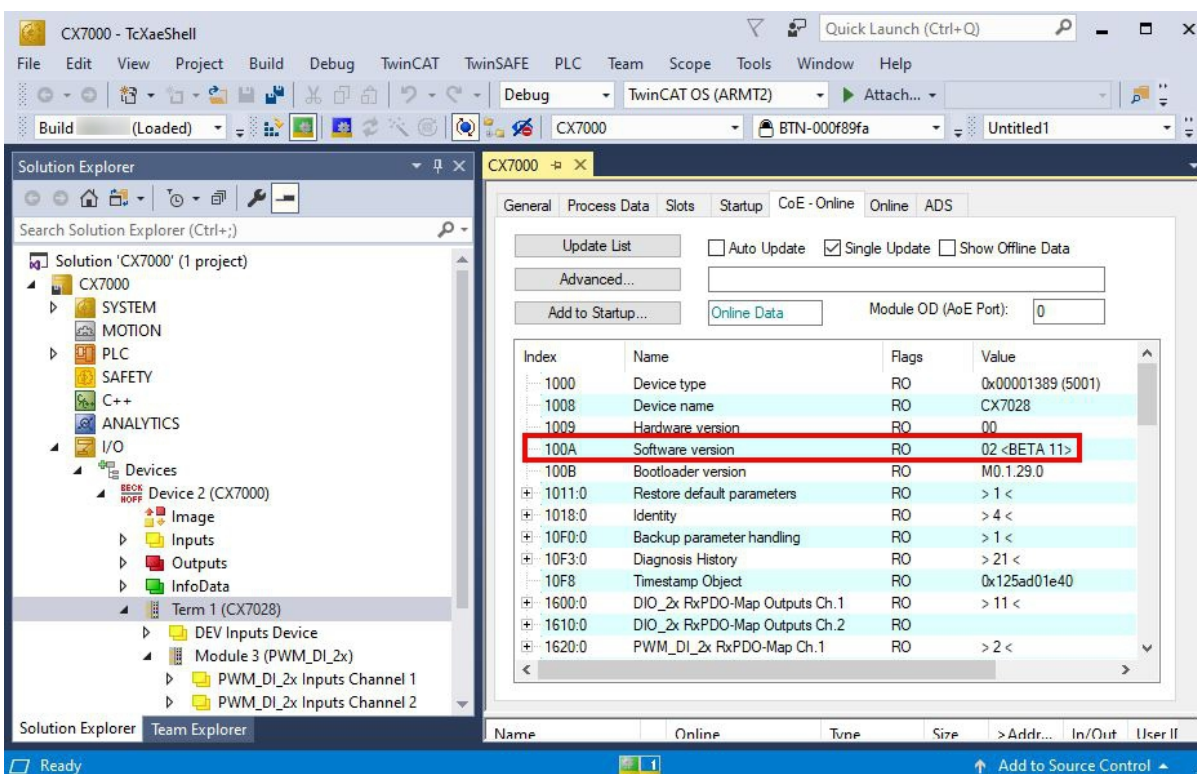 CX7000 - TcXaeShell
Quick Launch (Ctrl+Q)
File Edit View Project Build Debug TwinCAT TwinSAFE PLC Team Scope Tools Window Help
Debug TwinCAT OS (ARMT2) Attach...
Build (Loaded) CX7000 BTN-000f89fa Untitled1
Solution Explorer
Search Solution Explorer (Ctrl+;)
Solution 'CX7000' (1 project)
CX7000
SYSTEM
MOTION
PLC
SAFETY
C++
ANALYTICS
I/O
Devices
BECKHOFF Device 2 (CX7000)
Image
Inputs
Outputs
InfoData
Term 1 (CX7028)
DEV Inputs Device
Module 3 (PWM_DI_2x)
PWM_DI_2x Inputs Channel 1
PWM_DI_2x Inputs Channel 2
Solution Explorer Team Explorer
CX7000
General Process Data Slots Startup CoE - Online Online ADS
Update List Auto Update Single Update Show Offline Data
Advanced...
Add to Startup... Online Data Module OD (AoE Port): 0
Index Name Flags Value
1000 Device type RO 0x00001389 (5001)
1008 Device name RO CX7028
1009 Hardware version RO 00
100A Software version RO 02 <BETA 11>
100B Bootloader version RO M0.1.29.0
1011:0 Restore default parameters RO > 1 <
1018:0 Identity RO > 4 <
10F0:0 Backup parameter handling RO > 1 <
10F3:0 Diagnosis History RO > 21 <
10F8 Timestamp Object RO 0x125ad01e40
1600:0 DIO_2x RxPDO-Map Outputs Ch.1 RO > 11 <
1610:0 DIO_2x RxPDO-Map Outputs Ch.2 RO
1620:0 PWM_DI_2x RxPDO-Map Ch.1 RO > 2 <
Name Online Type Size >Addr... In/Out User I
Ready 1 Add to Source Control